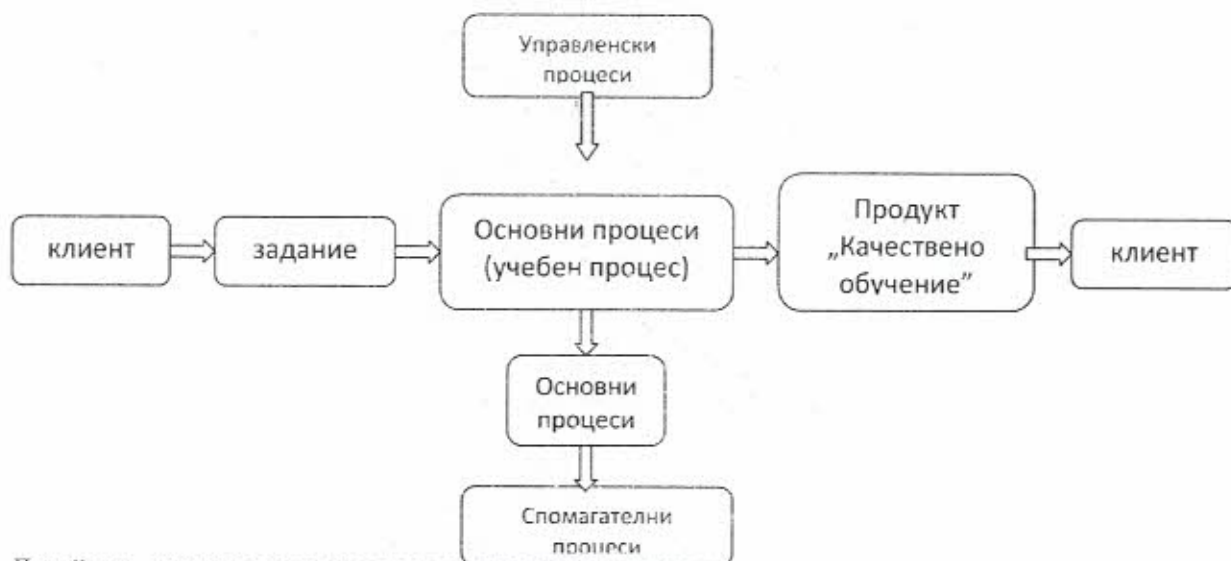 Управленски
процеси
клиент
задание
Основни процеси
(учебен процес)
Продукт
„Качествено
обучение”
клиент
Основни
процеси
Спомагателни
процеси